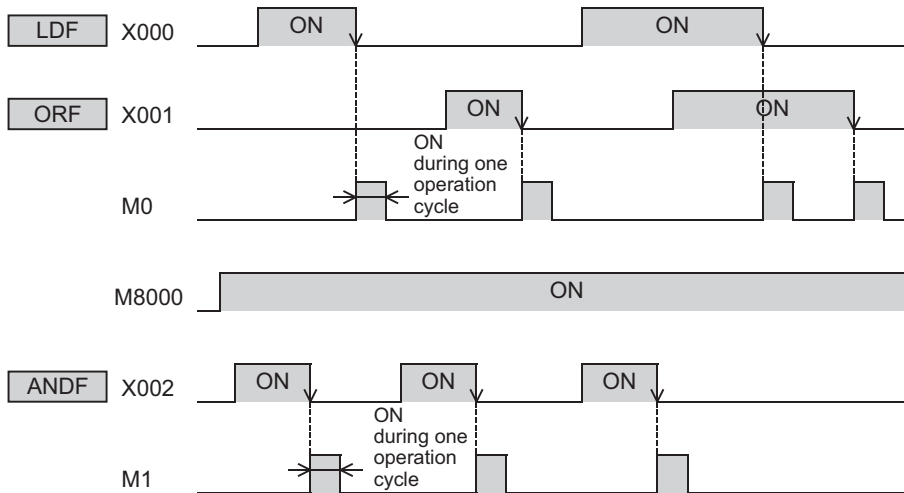 LDF X000 ON ON
ORF X001 ON ON
ON
during one
operation
cycle
M0
M8000 ON
ANDF X002 ON ON ON
ON
during one
operation
cycle
M1